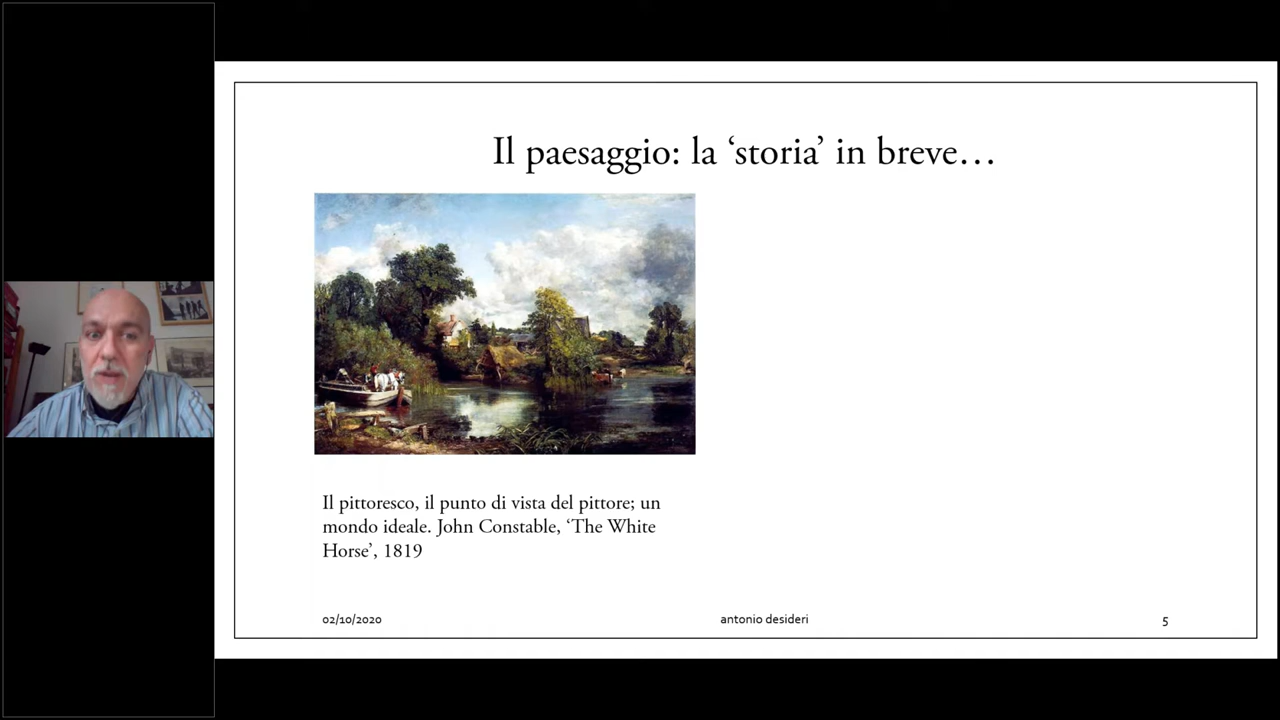 Il paesaggio: la ‘storia’ in breve…
Il pittoresco, il punto di vista del pittore; un
mondo ideale. John Constable, ‘The White
Horse’, 1819
02/10/2020
antonio desideri
5